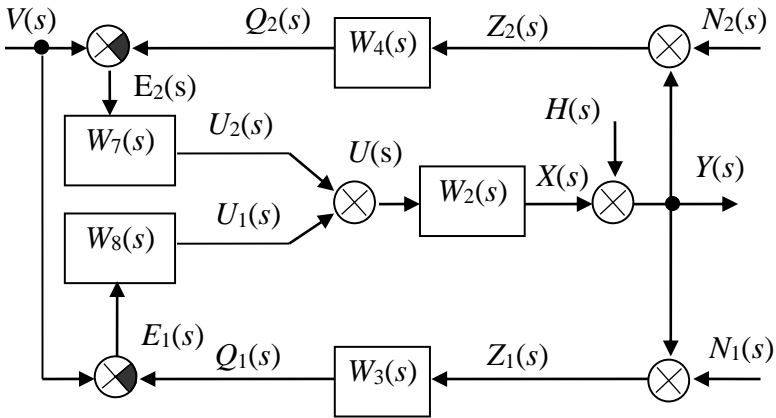 V(s)
Q₂(s)
W₄(s)
Z₂(s)
N₂(s)
E₂(s)
W₇(s)
U₂(s)
H(s)
U(s)
W₂(s)
X(s)
Y(s)
W₈(s)
U₁(s)
E₁(s)
Q₁(s)
W₃(s)
Z₁(s)
N₁(s)